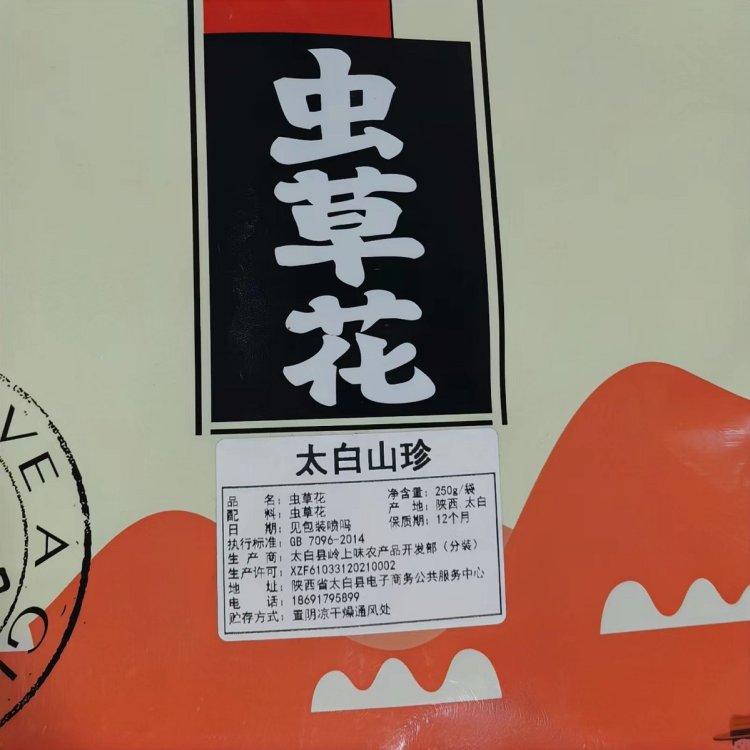 虫草花
太白山珍
品名：虫草花 净含量：250g/袋
配料：虫草花 产地：陕西 太白
日期：见包装喷吗 保质期：12个月
执行标准：GB 7096-2014
生产商：太白县岭上味农产品开发部（分装）
生产许可：XZF61033120210002
地址：陕西省太白县电子商务公共服务中心
电话：18691795899
贮存方式：置阴凉干燥通风处